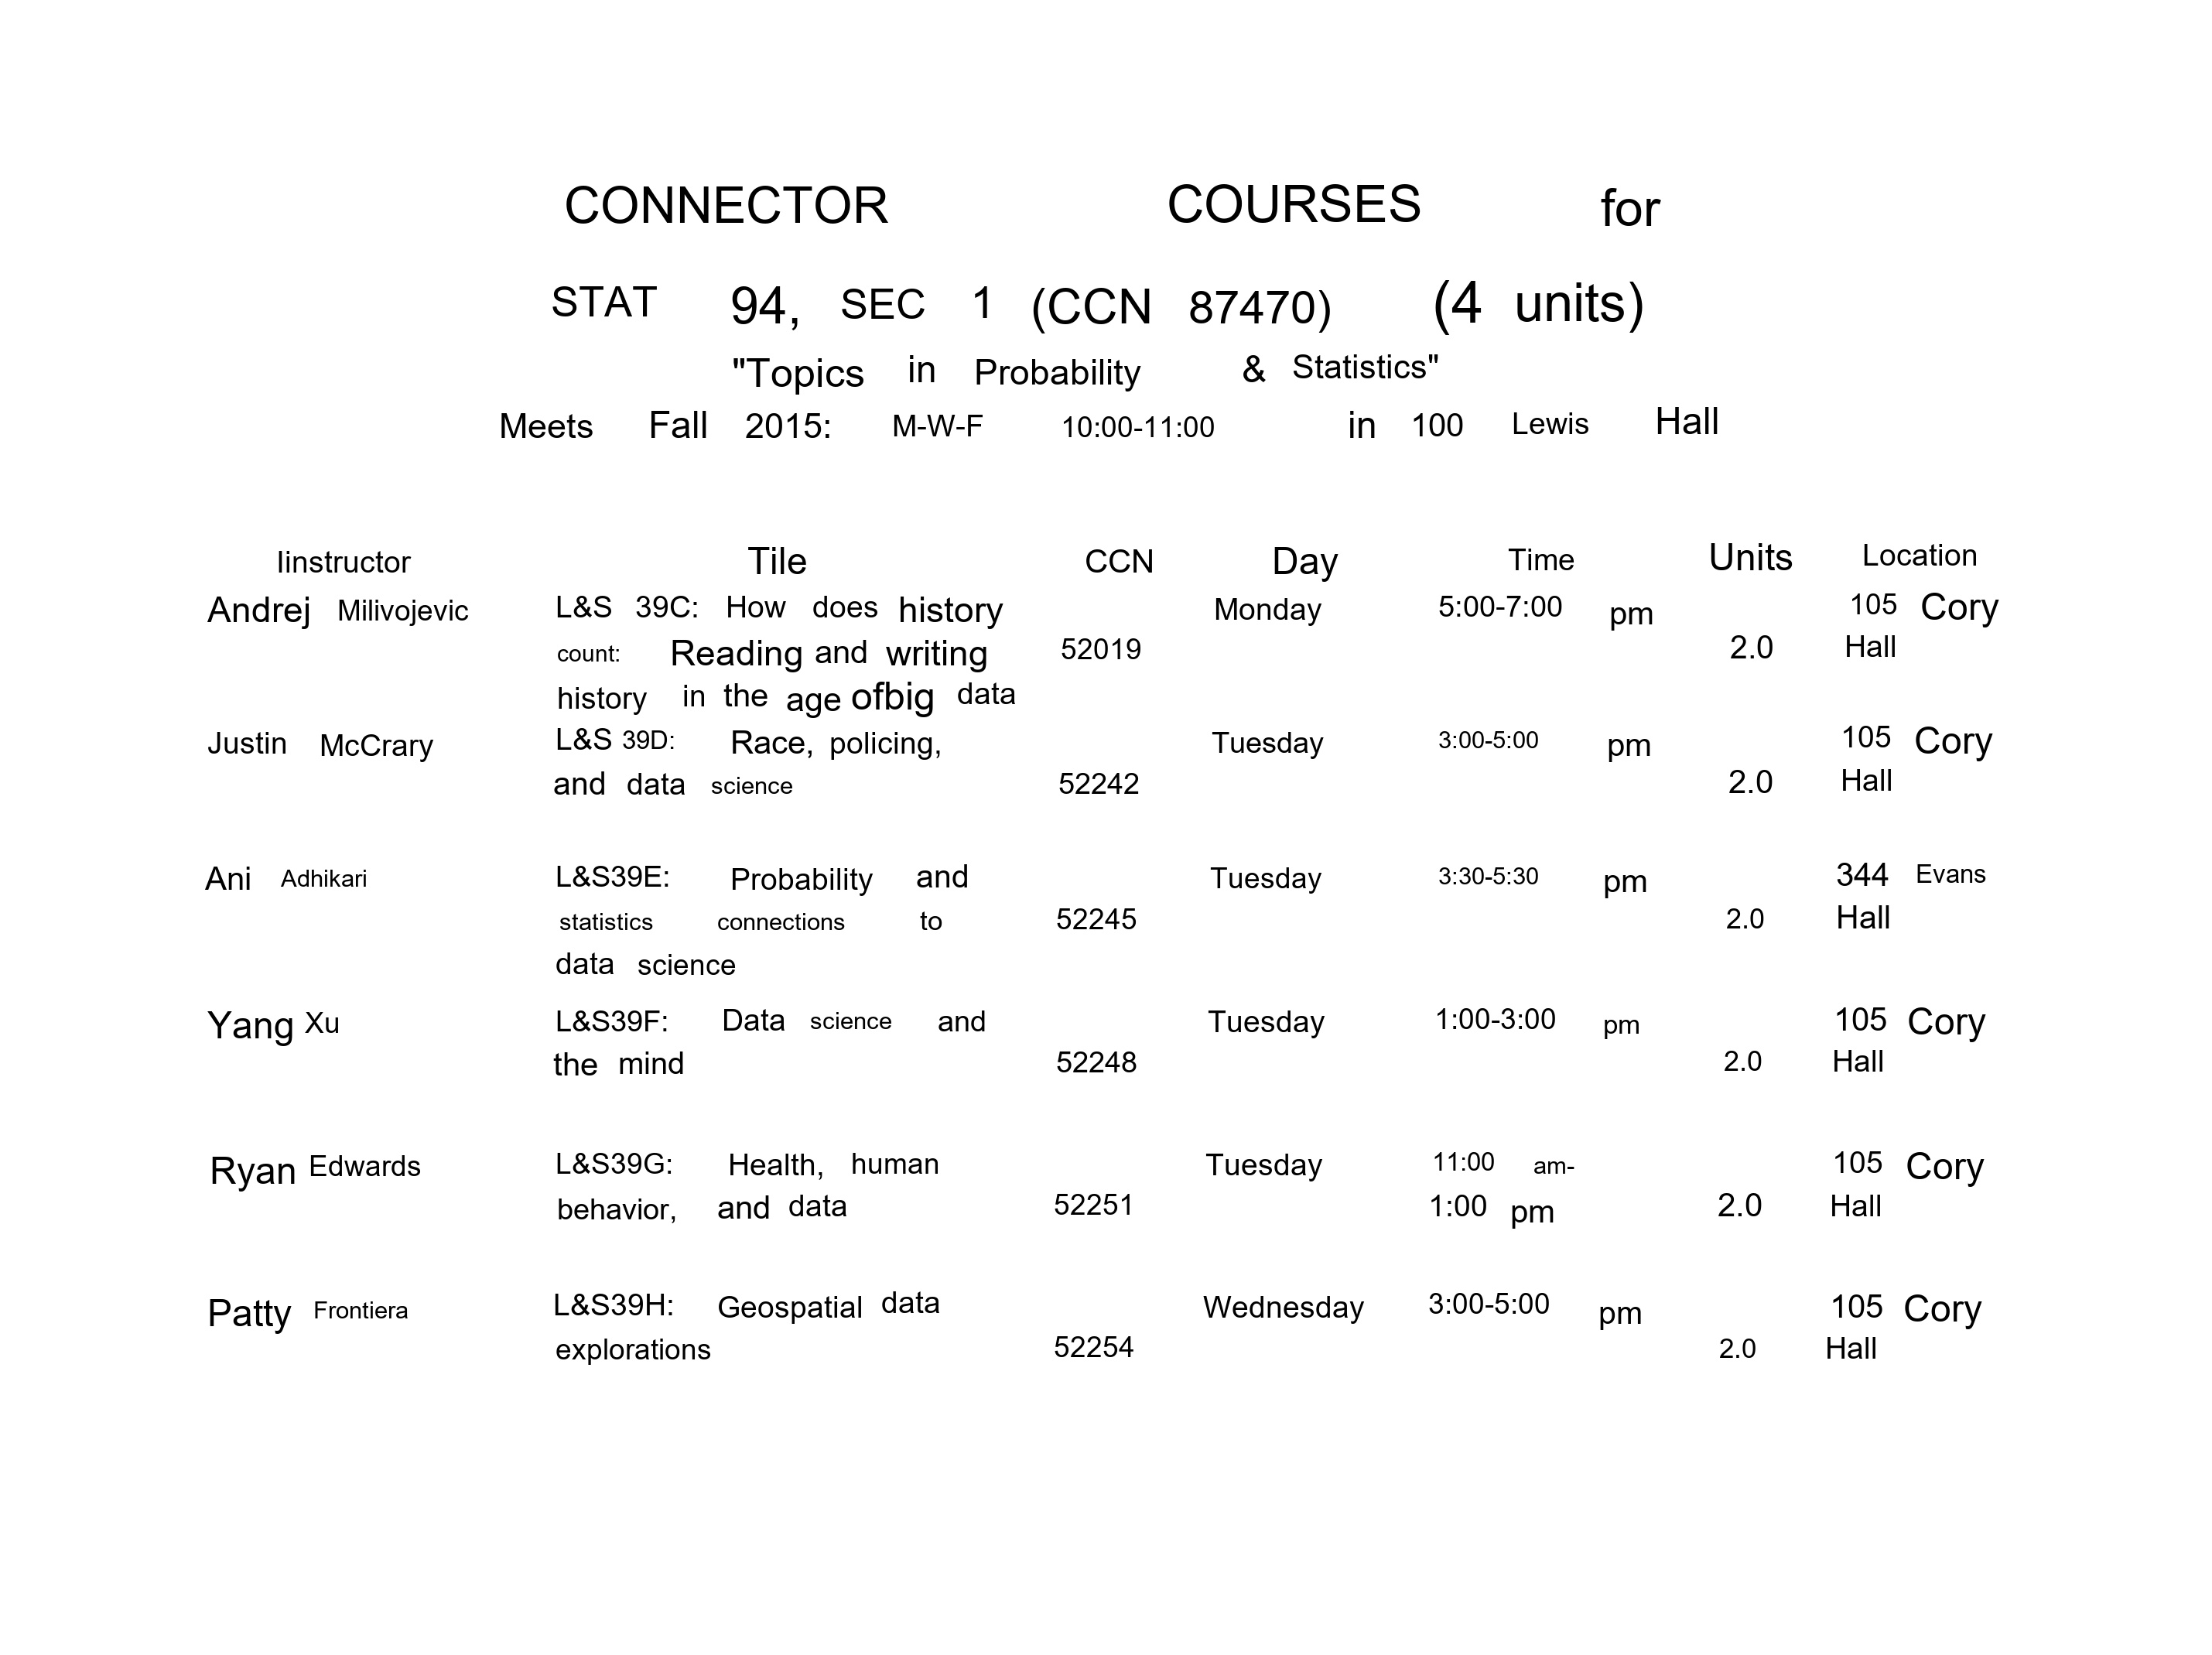 CONNECTOR COURSES for
STAT 94, SEC 1 (CCN 87470) (4 units)
"Topics in Probability & Statistics"
Meets Fall 2015: M-W-F 10:00-11:00 in 100 Lewis Hall
Iinstructor Tile CCN Day Time Units Location
Andrej Milivojevic L&S 39C: How does history Monday 5:00-7:00 pm 105 Cory
count: Reading and writing 52019 2.0 Hall
history in the age ofbig data
Justin McCrary L&S 39D: Race, policing, Tuesday 3:00-5:00 pm 105 Cory
and data science 52242 2.0 Hall
Ani Adhikari L&S39E: Probability and Tuesday 3:30-5:30 pm 344 Evans
statistics connections to 52245 2.0 Hall
data science
Yang Xu L&S39F: Data science and Tuesday 1:00-3:00 pm 105 Cory
the mind 52248 2.0 Hall
Ryan Edwards L&S39G: Health, human Tuesday 11:00 am- 105 Cory
behavior, and data 52251 1:00 pm 2.0 Hall
Patty Frontiera L&S39H: Geospatial data Wednesday 3:00-5:00 pm 105 Cory
explorations 52254 2.0 Hall